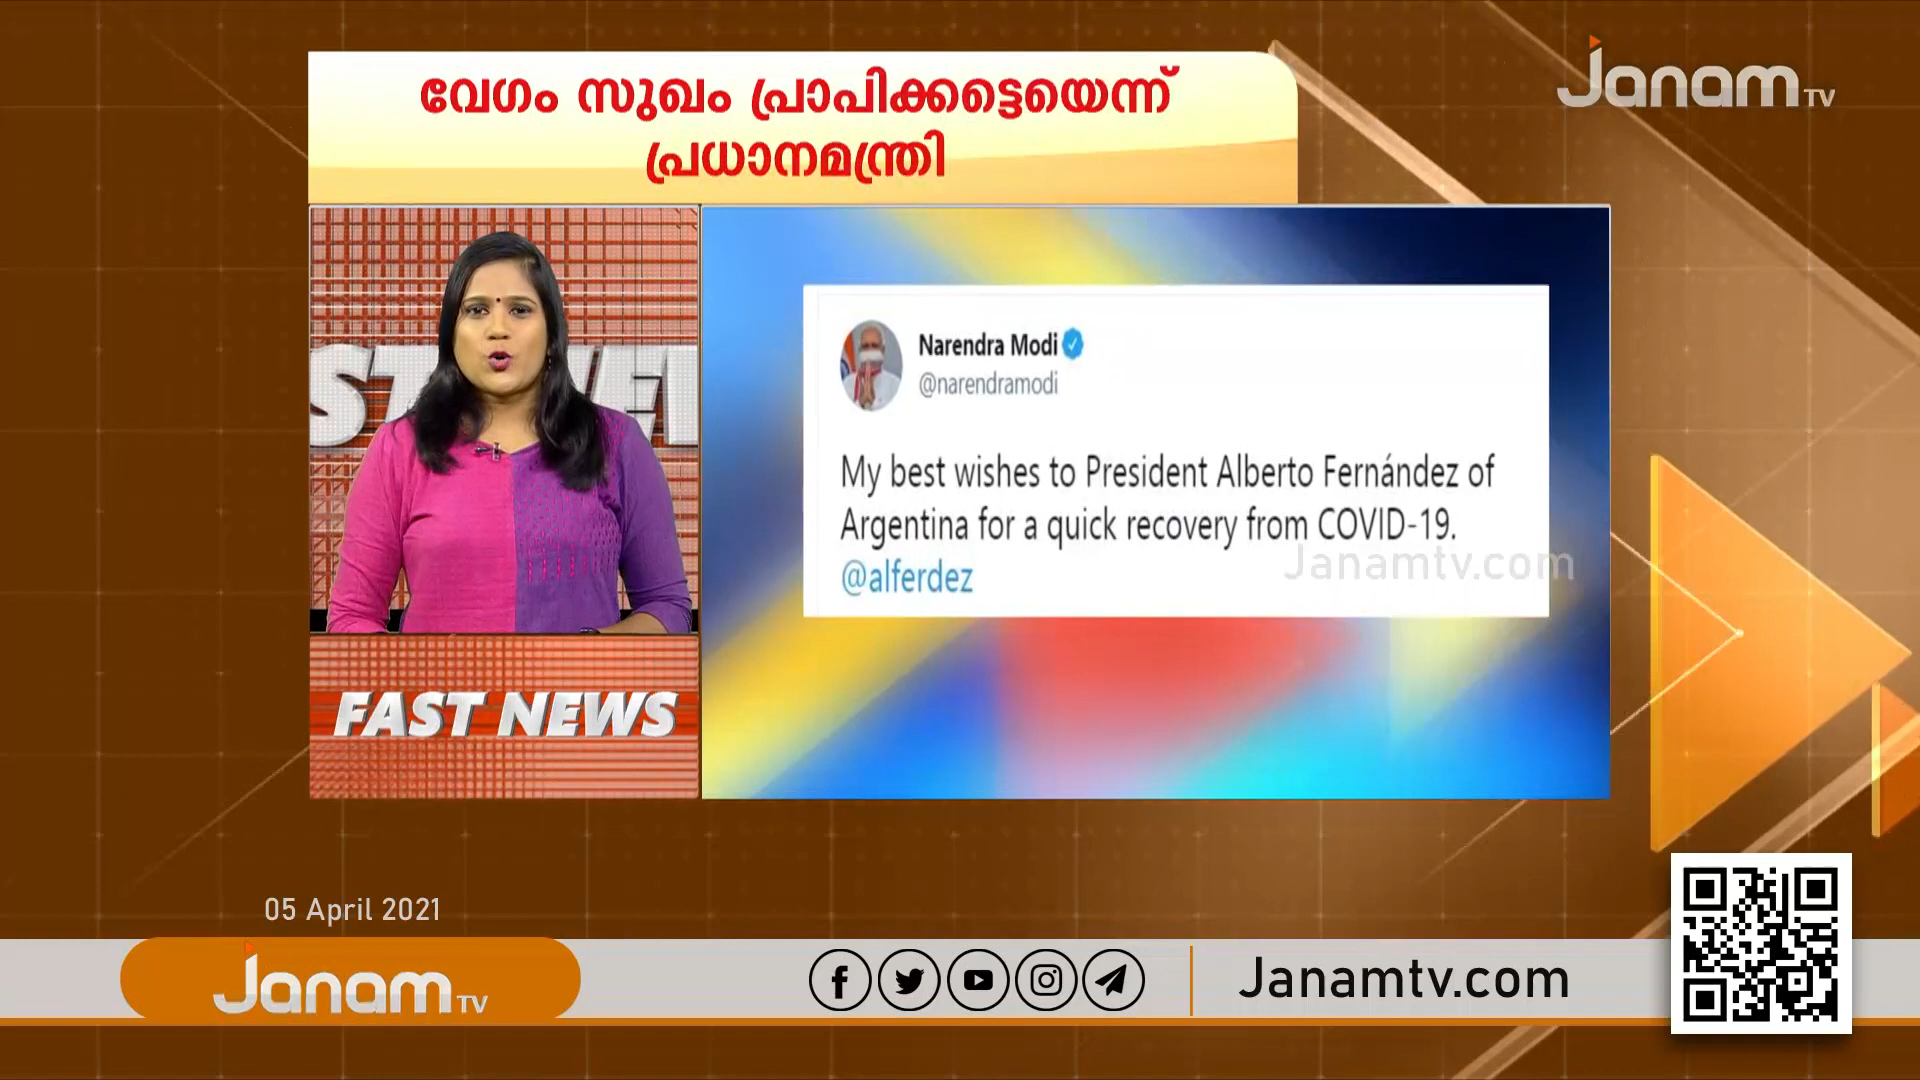 വേഗം സുഖം പ്രാപിക്കട്ടെയെന്ന്
പ്രധാനമന്ത്രി
Janam TV
Narendra Modi
@narendramodi
My best wishes to President Alberto Fernández of
Argentina for a quick recovery from COVID-19.
@alferdez
Janamtv.com
FAST NEWS
05 April 2021
Janam TV
Janamtv.com